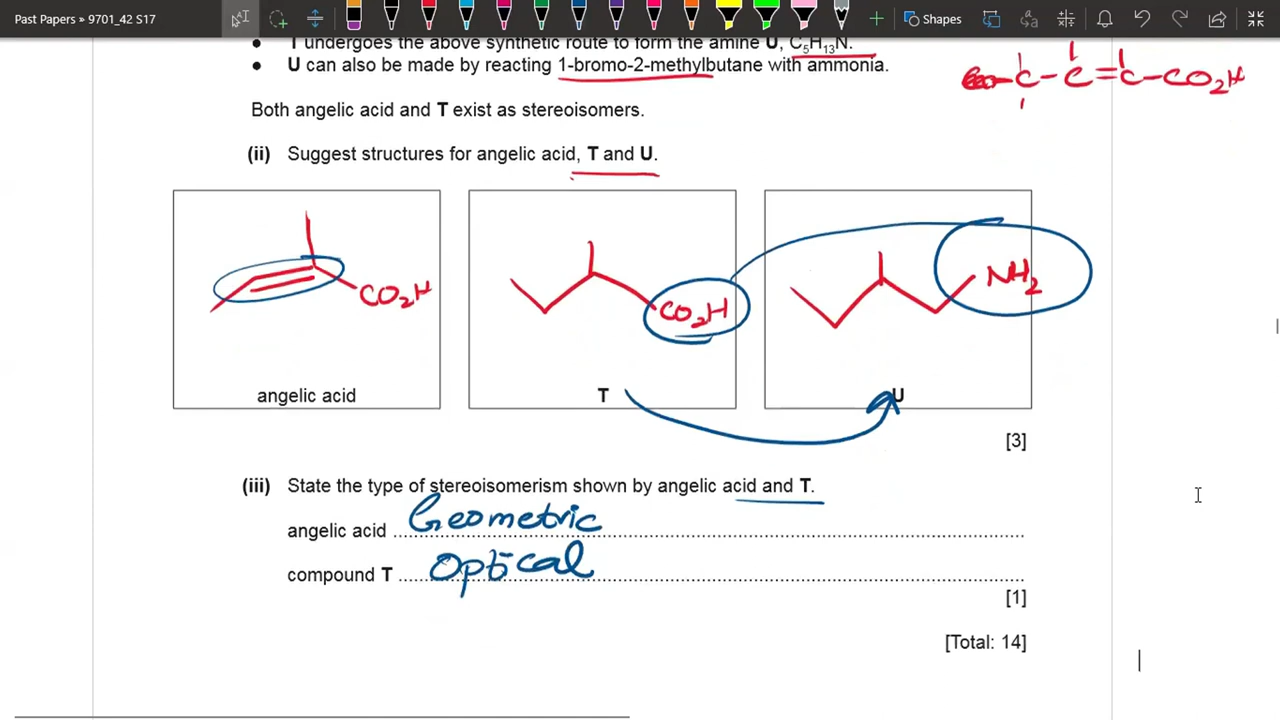 Past Papers » 9701_42 S17
Shapes
• T undergoes the above synthetic route to form the amine U, C5H13N.
• U can also be made by reacting 1-bromo-2-methylbutane with ammonia.
C-C=C-CO2H
Both angelic acid and T exist as stereoisomers.
(ii) Suggest structures for angelic acid, T and U.
CO2H
CO2H
NH2
angelic acid
T
U
[3]
(iii) State the type of stereoisomerism shown by angelic acid and T.
angelic acid Geometric
compound T Optical
[1]
[Total: 14]